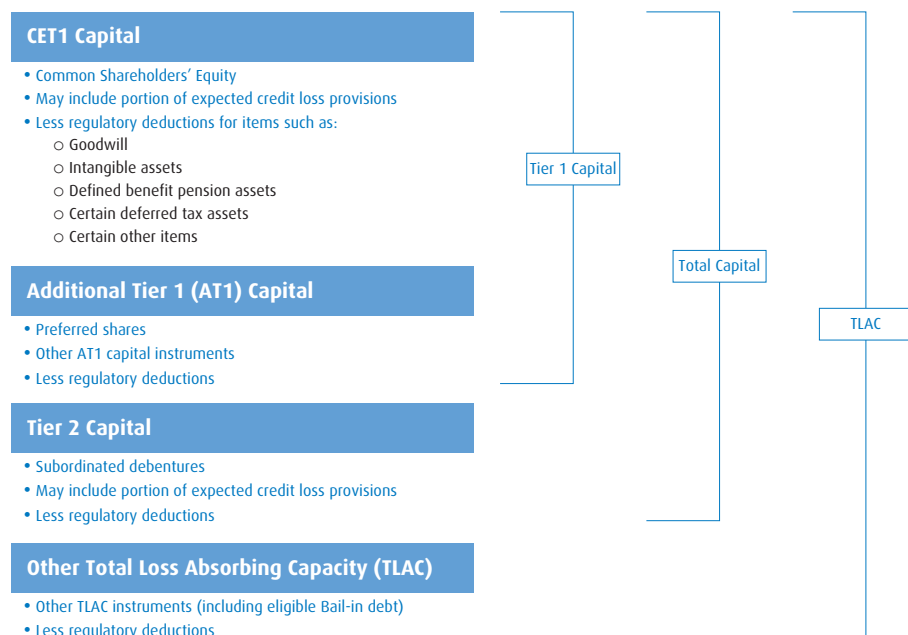 CET1 Capital
• Common Shareholders’ Equity
• May include portion of expected credit loss provisions
• Less regulatory deductions for items such as:
○ Goodwill
○ Intangible assets
○ Defined benefit pension assets
○ Certain deferred tax assets
○ Certain other items
Tier 1 Capital
Total Capital
TLAC
Additional Tier 1 (AT1) Capital
• Preferred shares
• Other AT1 capital instruments
• Less regulatory deductions
Tier 2 Capital
• Subordinated debentures
• May include portion of expected credit loss provisions
• Less regulatory deductions
Other Total Loss Absorbing Capacity (TLAC)
• Other TLAC instruments (including eligible Bail-in debt)
• Less regulatory deductions